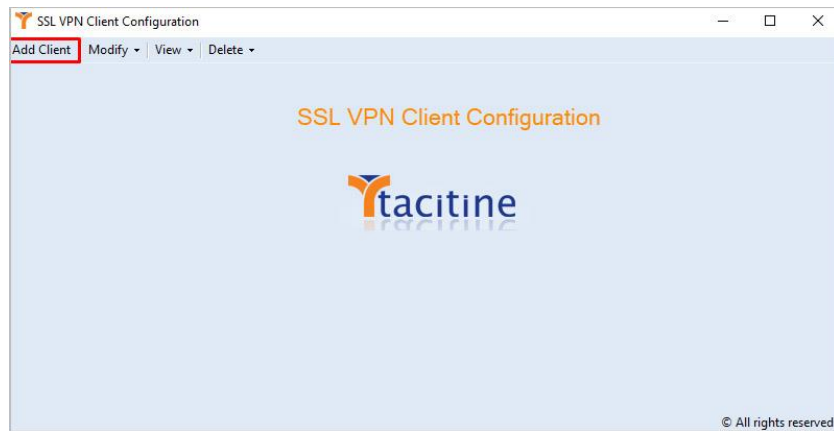 SSL VPN Client Configuration
Add Client Modify View Delete
SSL VPN Client Configuration
tacitine
© All rights reserved